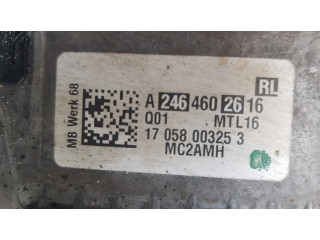 RL
MB Werk 68
A 246 460 26 16
Q01 MTL16
17 058 00325 3
MC2AMH